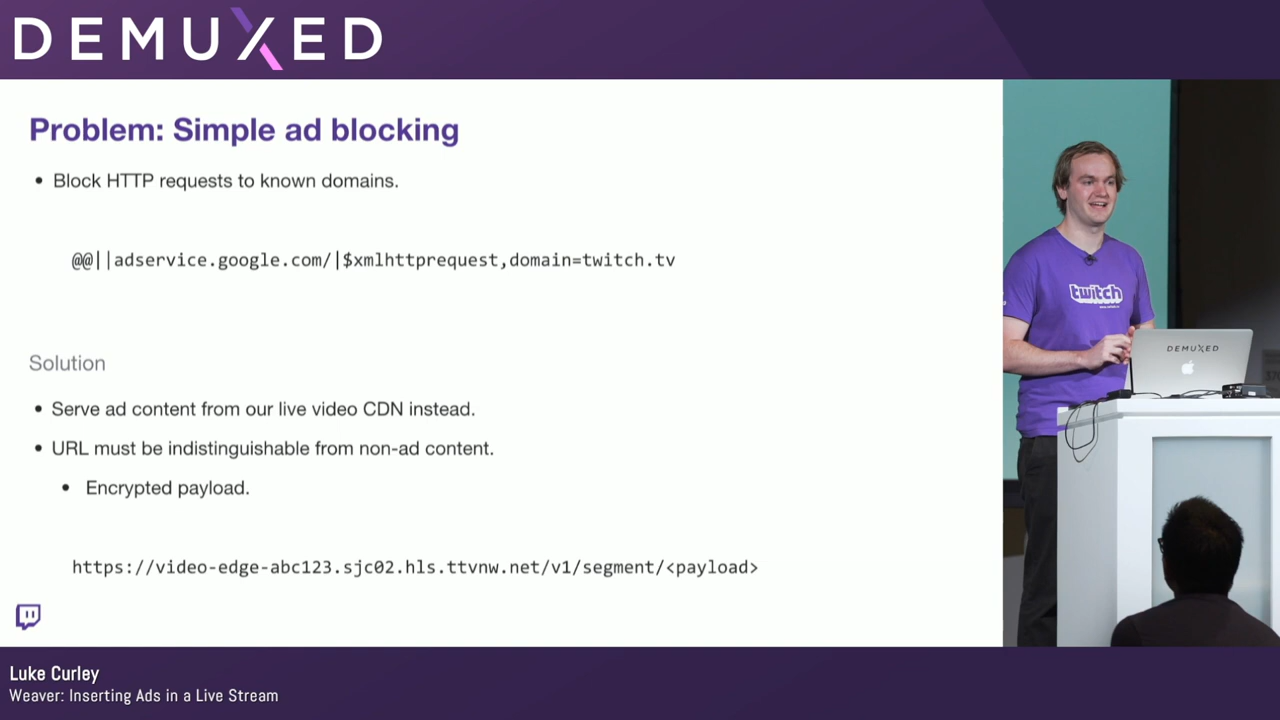 DEMUXED
Problem: Simple ad blocking
• Block HTTP requests to known domains.
@@||adservice.google.com/|$xmlhttprequest,domain=twitch.tv
Solution
• Serve ad content from our live video CDN instead.
• URL must be indistinguishable from non-ad content.
• Encrypted payload.
https://video-edge-abc123.sjc02.hls.ttvnw.net/v1/segment/<payload>
twitch
DEMUXED
Luke Curley
Weaver: Inserting Ads in a Live Stream